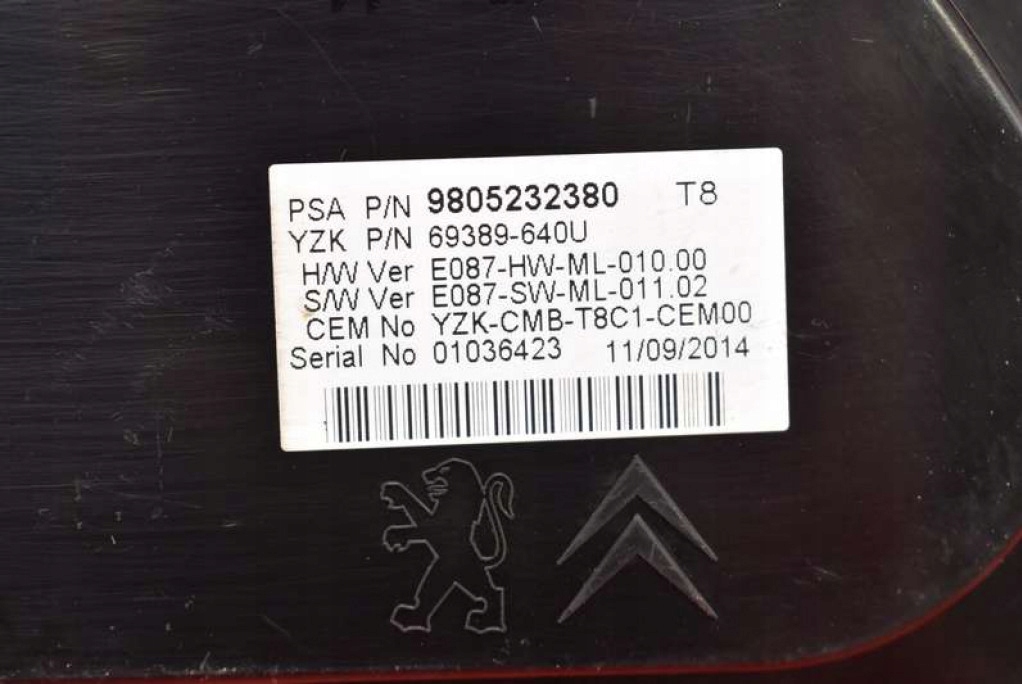 PSA P/N 9805232380 T8
YZK P/N 69389-640U
H/W Ver E087-HW-ML-010.00
S/W Ver E087-SW-ML-011.02
CEM No YZK-CMB-T8C1-CEM00
Serial No 01036423 11/09/2014